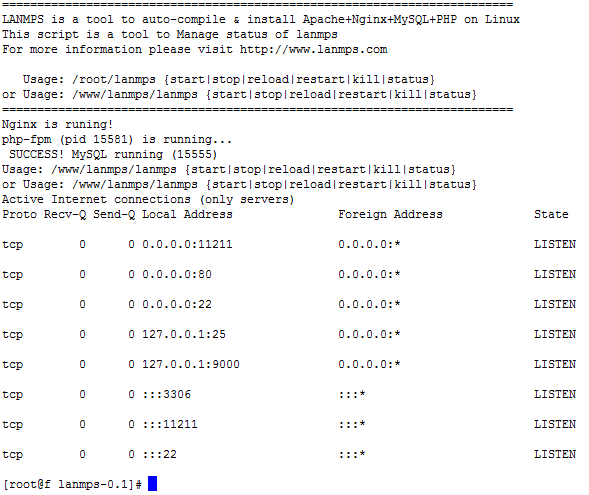 =========================================================================
LANMPS is a tool to auto-compile & install Apache+Nginx+MySQL+PHP on Linux
This script is a tool to Manage status of lanmps
For more information please visit http://www.lanmps.com
Usage: /root/lanmps {start|stop|reload|restart|kill|status}
or Usage: /www/lanmps/lanmps {start|stop|reload|restart|kill|status}
=========================================================================
Nginx is runing!
php-fpm (pid 15581) is running...
SUCCESS! MySQL running (15555)
Usage: /www/lanmps/lanmps {start|stop|reload|restart|kill|status}
or Usage: /www/lanmps/lanmps {start|stop|reload|restart|kill|status}
Active Internet connections (only servers)
Proto Recv-Q Send-Q Local Address               Foreign Address             State
tcp        0      0 0.0.0.0:11211               0.0.0.0:*                   LISTEN
tcp        0      0 0.0.0.0:80                  0.0.0.0:*                   LISTEN
tcp        0      0 0.0.0.0:22                  0.0.0.0:*                   LISTEN
tcp        0      0 127.0.0.1:25                0.0.0.0:*                   LISTEN
tcp        0      0 127.0.0.1:9000              0.0.0.0:*                   LISTEN
tcp        0      0 :::3306                     :::*                        LISTEN
tcp        0      0 :::11211                    :::*                        LISTEN
tcp        0      0 :::22                       :::*                        LISTEN
[root@f lanmps-0.1]#